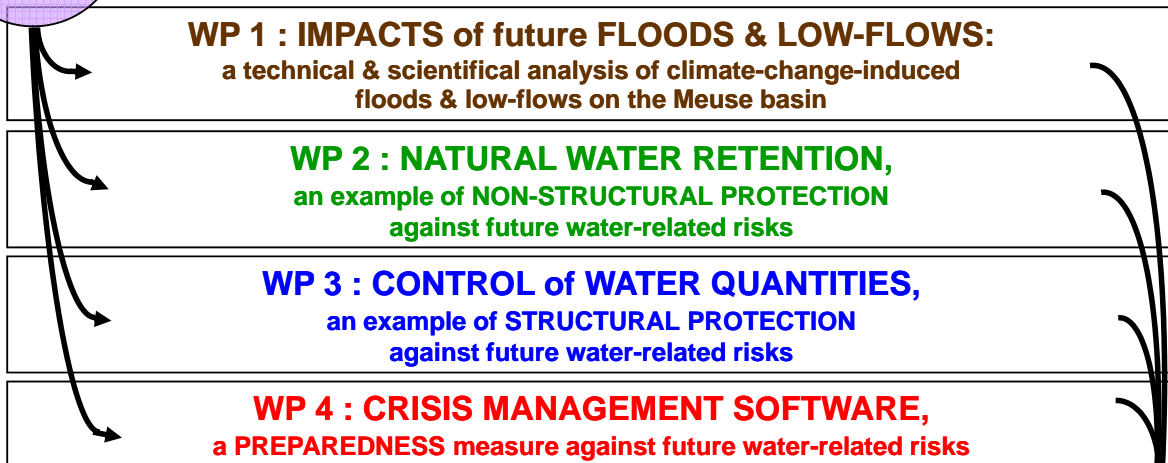 WP 1 : IMPACTS of future FLOODS & LOW-FLOWS:
a technical & scientifical analysis of climate-change-induced
floods & low-flows on the Meuse basin
WP 2 : NATURAL WATER RETENTION,
an example of NON-STRUCTURAL PROTECTION
against future water-related risks
WP 3 : CONTROL of WATER QUANTITIES,
an example of STRUCTURAL PROTECTION
against future water-related risks
WP 4 : CRISIS MANAGEMENT SOFTWARE,
a PREPAREDNESS measure against future water-related risks